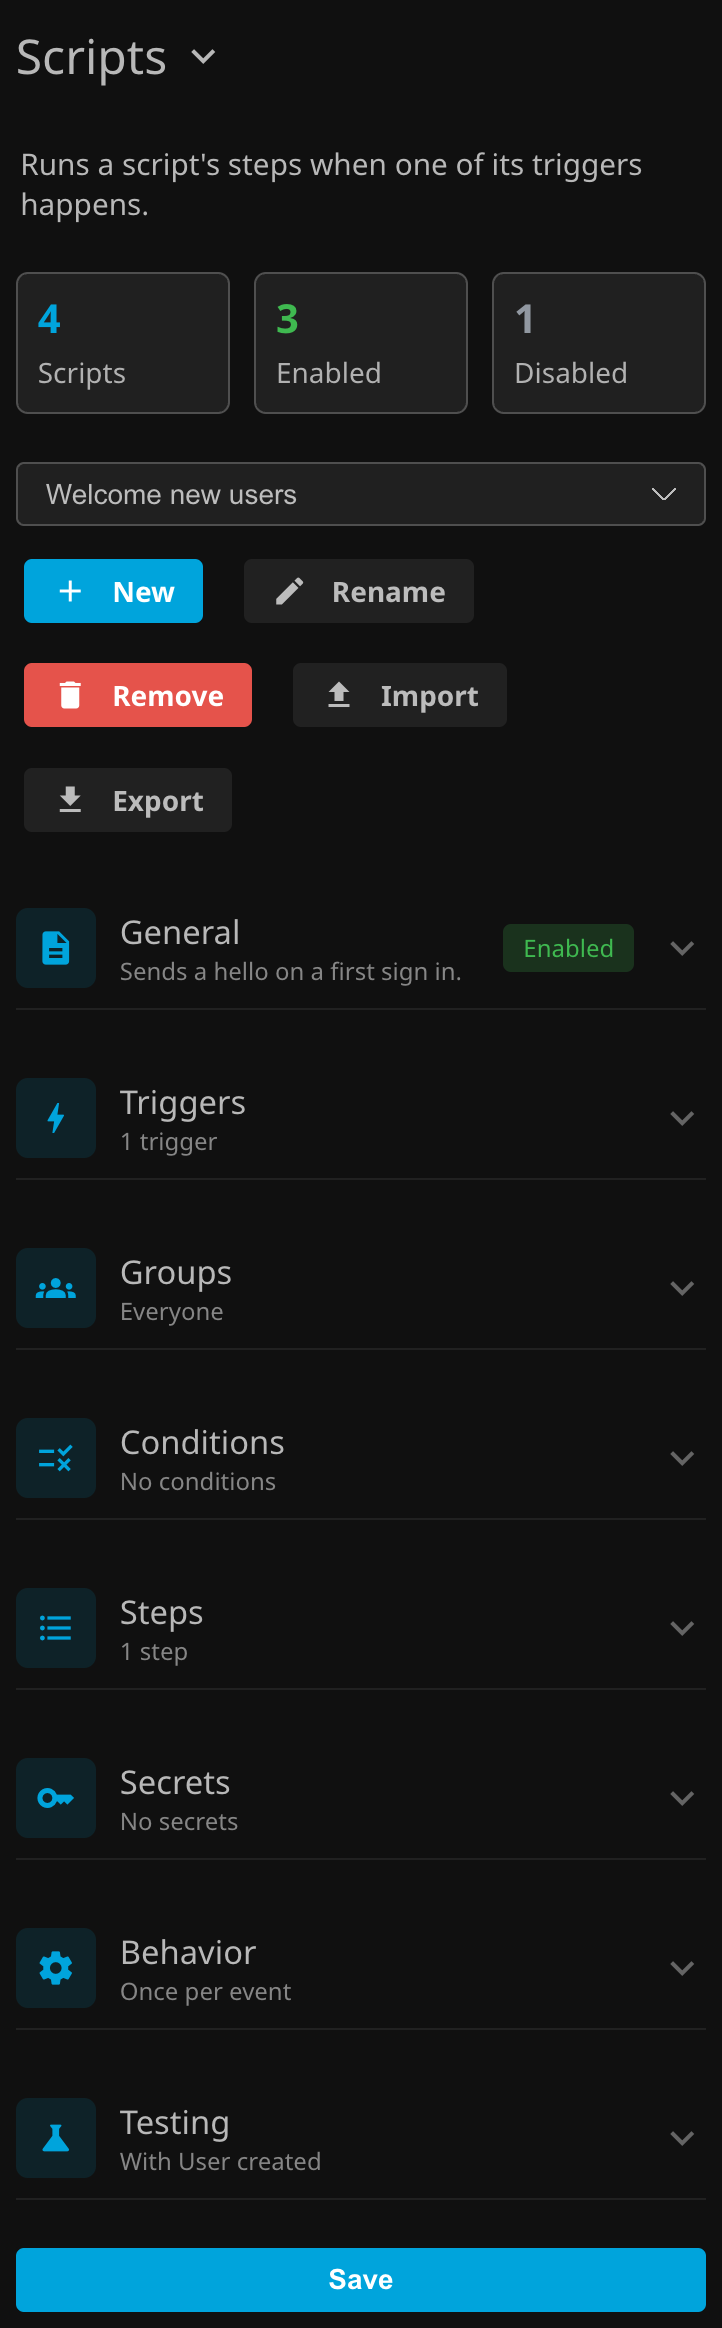 Scripts
Runs a script's steps when one of its triggers
happens.
4
Scripts
3
Enabled
1
Disabled
Welcome new users
New
Rename
Remove
Import
Export
General
Sends a hello on a first sign in.
Enabled
Triggers
1 trigger
Groups
Everyone
Conditions
No conditions
Steps
1 step
Secrets
No secrets
Behavior
Once per event
Testing
With User created
Save